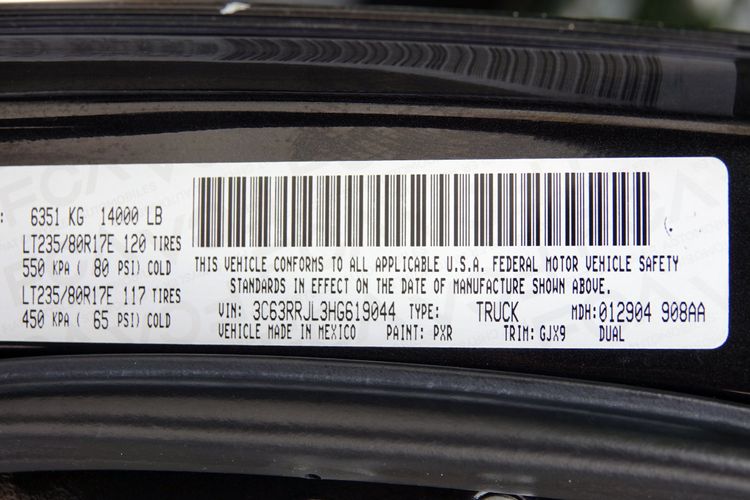 : 6351 KG 14000 LB
LT235/80R17E 120 TIRES
550 KPA ( 80 PSI) COLD
LT235/80R17E 117 TIRES
450 KPA ( 65 PSI) COLD
THIS VEHICLE CONFORMS TO ALL APPLICABLE U.S.A. FEDERAL MOTOR VEHICLE SAFETY
STANDARDS IN EFFECT ON THE DATE OF MANUFACTURE SHOWN ABOVE.
VIN: 3C63RRJL3HG619044 TYPE: TRUCK MDH:012904 908AA
VEHICLE MADE IN MEXICO PAINT: PXR TRIM: GJX9 DUAL